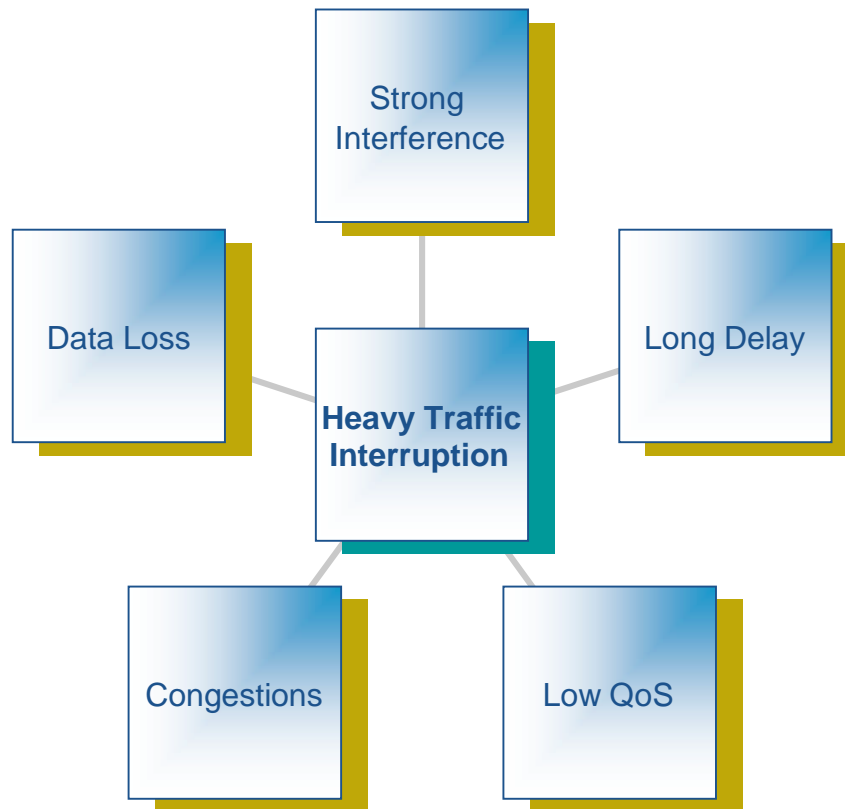 Strong
Interference
Data Loss
Long Delay
Heavy Traffic
Interruption
Congestions
Low QoS